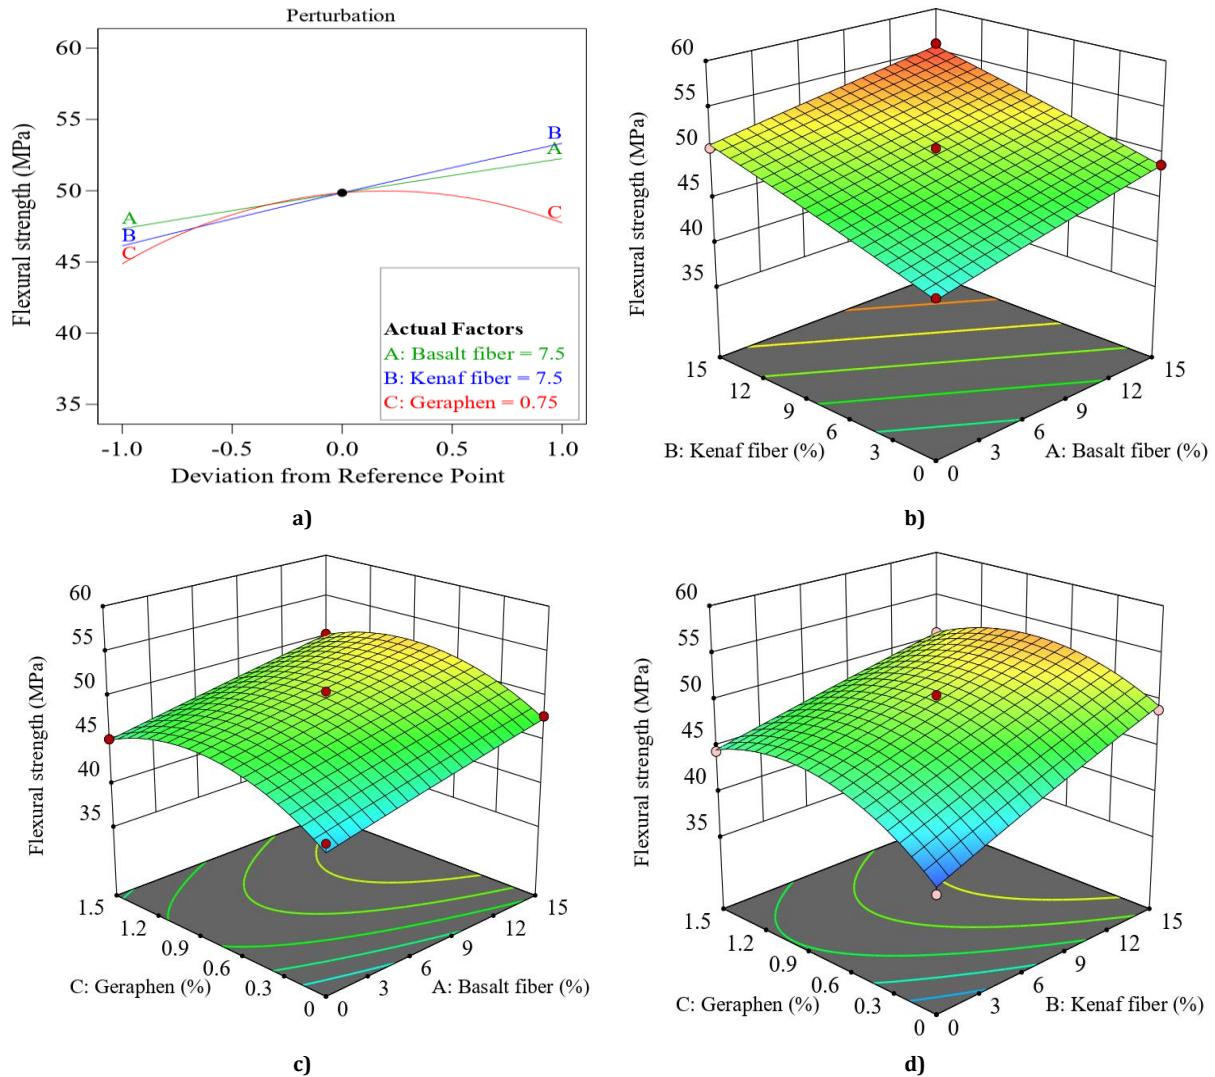 Perturbation
60
55
50
45
40
35
Flexural strength (MPa)
A
B
C
B
A
C
Actual Factors
A: Basalt fiber = 7.5
B: Kenaf fiber = 7.5
C: Geraphen = 0.75
-1.0 -0.5 0.0 0.5 1.0
Deviation from Reference Point
a)
60
55
50
45
40
35
Flexural strength (MPa)
15 12 9 6 3 0
0 3 6 9 12 15
B: Kenaf fiber (%)
A: Basalt fiber (%)
b)
60
55
50
45
40
35
Flexural strength (MPa)
1.5 1.2 0.9 0.6 0.3 0
0 3 6 9 12 15
C: Geraphen (%)
A: Basalt fiber (%)
c)
60
55
50
45
40
35
Flexural strength (MPa)
1.5 1.2 0.9 0.6 0.3 0
0 3 6 9 12 15
C: Geraphen (%)
B: Kenaf fiber (%)
d)